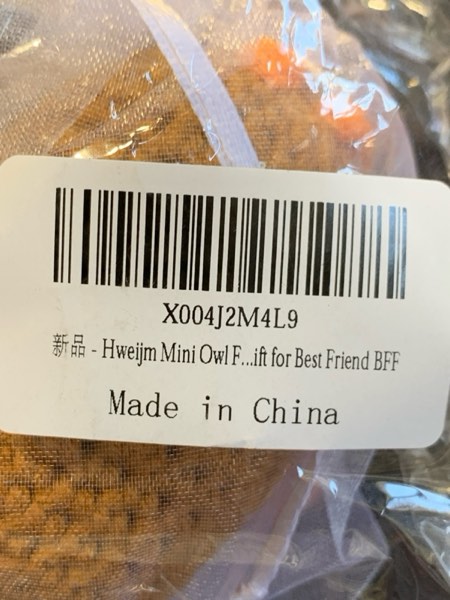 X004J2M4L9
新品 - Hweijm Mini Owl F...ift for Best Friend BFF
Made in China